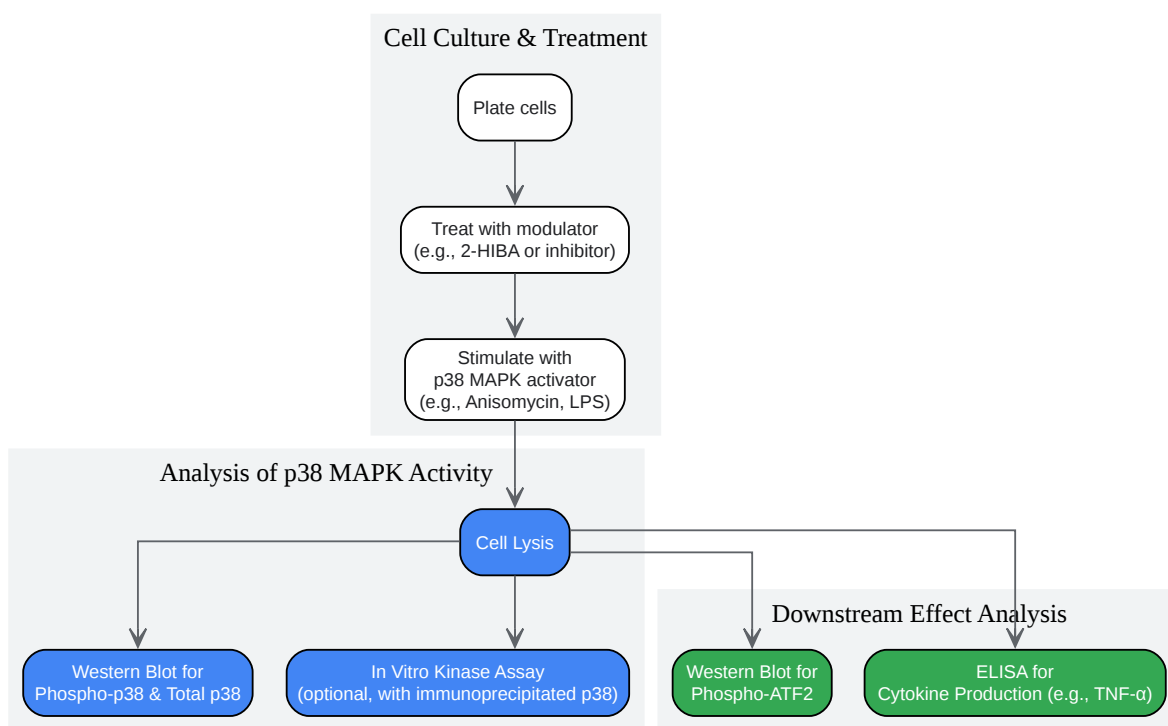 Cell Culture & Treatment
Plate cells
Treat with modulator
(e.g., 2-HIBA or inhibitor)
Stimulate with
p38 MAPK activator
(e.g., Anisomycin, LPS)
Analysis of p38 MAPK Activity
Cell Lysis
Western Blot for
Phospho-p38 & Total p38
In Vitro Kinase Assay
(optional, with immunoprecipitated p38)
Downstream Effect Analysis
Western Blot for
Phospho-ATF2
ELISA for
Cytokine Production (e.g., TNF-α)